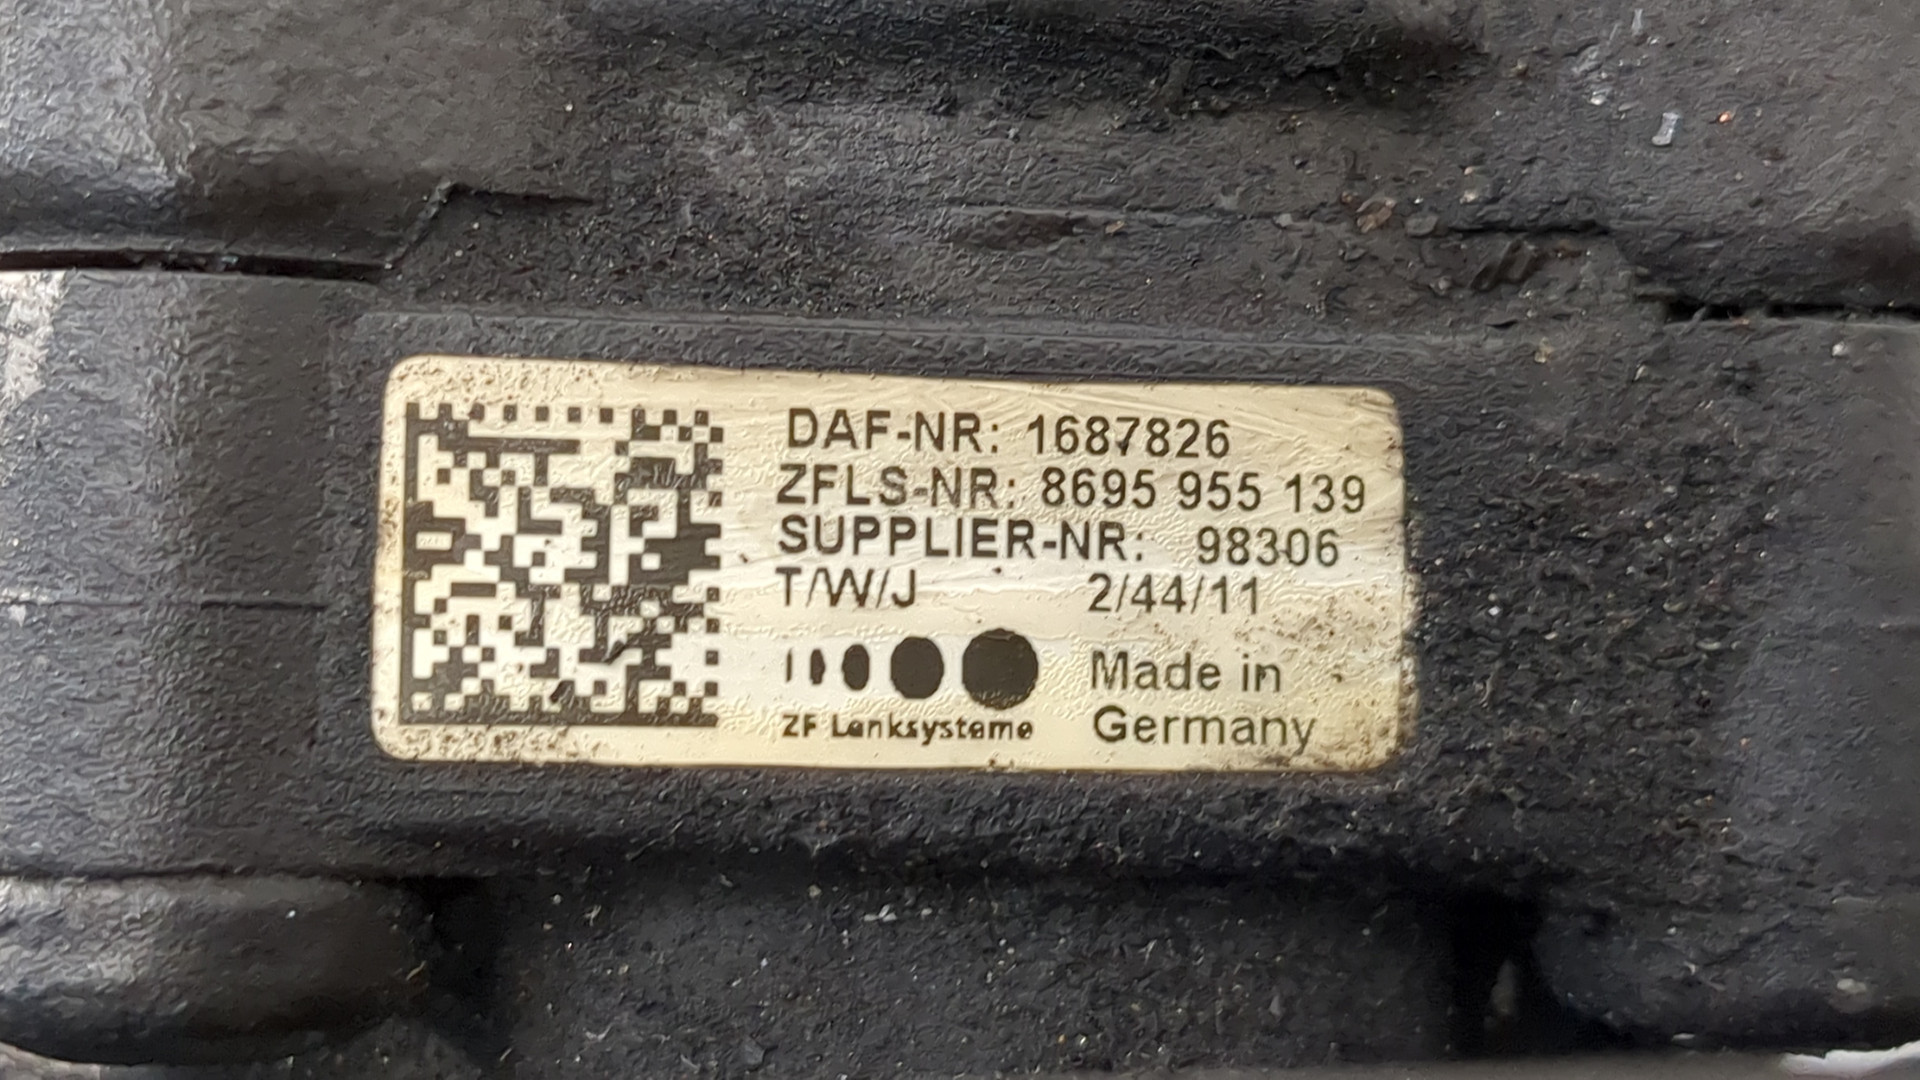 DAF-NR: 1687826
ZFLS-NR: 8695 955 139
SUPPLIER-NR: 98306
T/W/J 2/44/11
ZF Lenksysteme
Made in
Germany